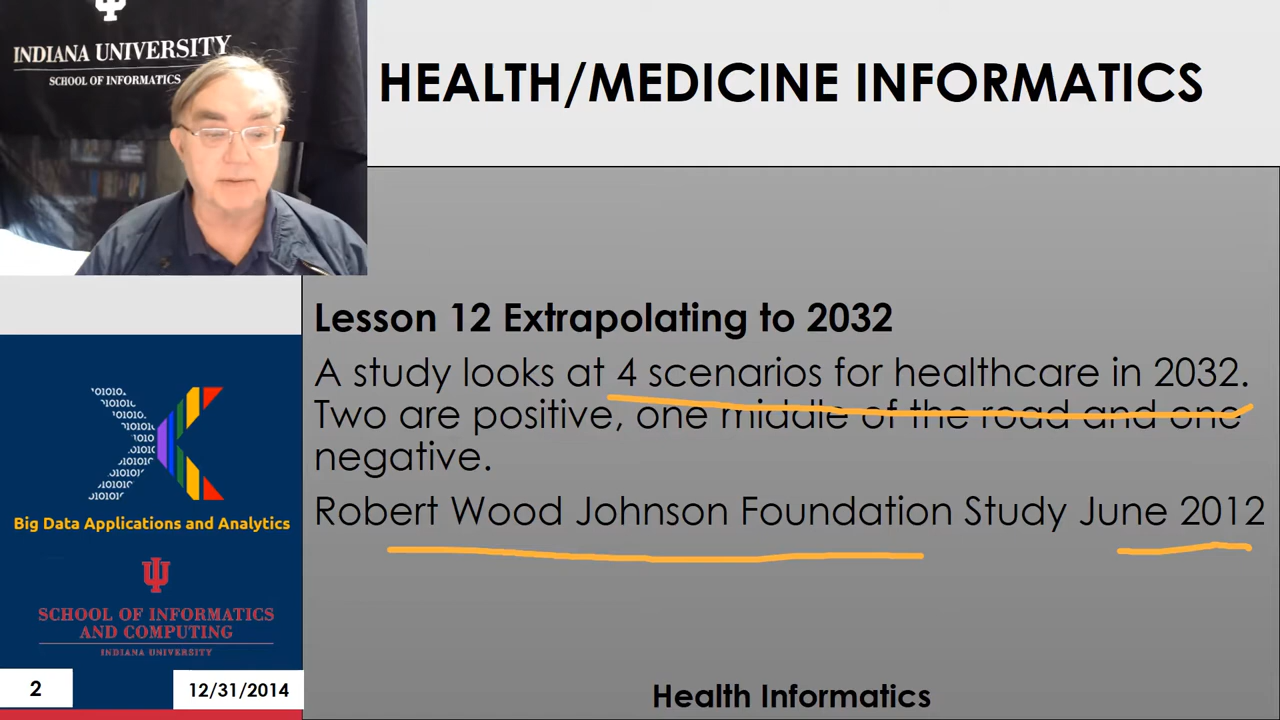 INDIANA UNIVERSITY
SCHOOL OF INFORMATICS
HEALTH/MEDICINE INFORMATICS
Lesson 12 Extrapolating to 2032
A study looks at 4 scenarios for healthcare in 2032.
Two are positive, one middle of the road and one
negative.
Robert Wood Johnson Foundation Study June 2012
Big Data Applications and Analytics
SCHOOL OF INFORMATICS
AND COMPUTING
INDIANA UNIVERSITY
2
12/31/2014
Health Informatics